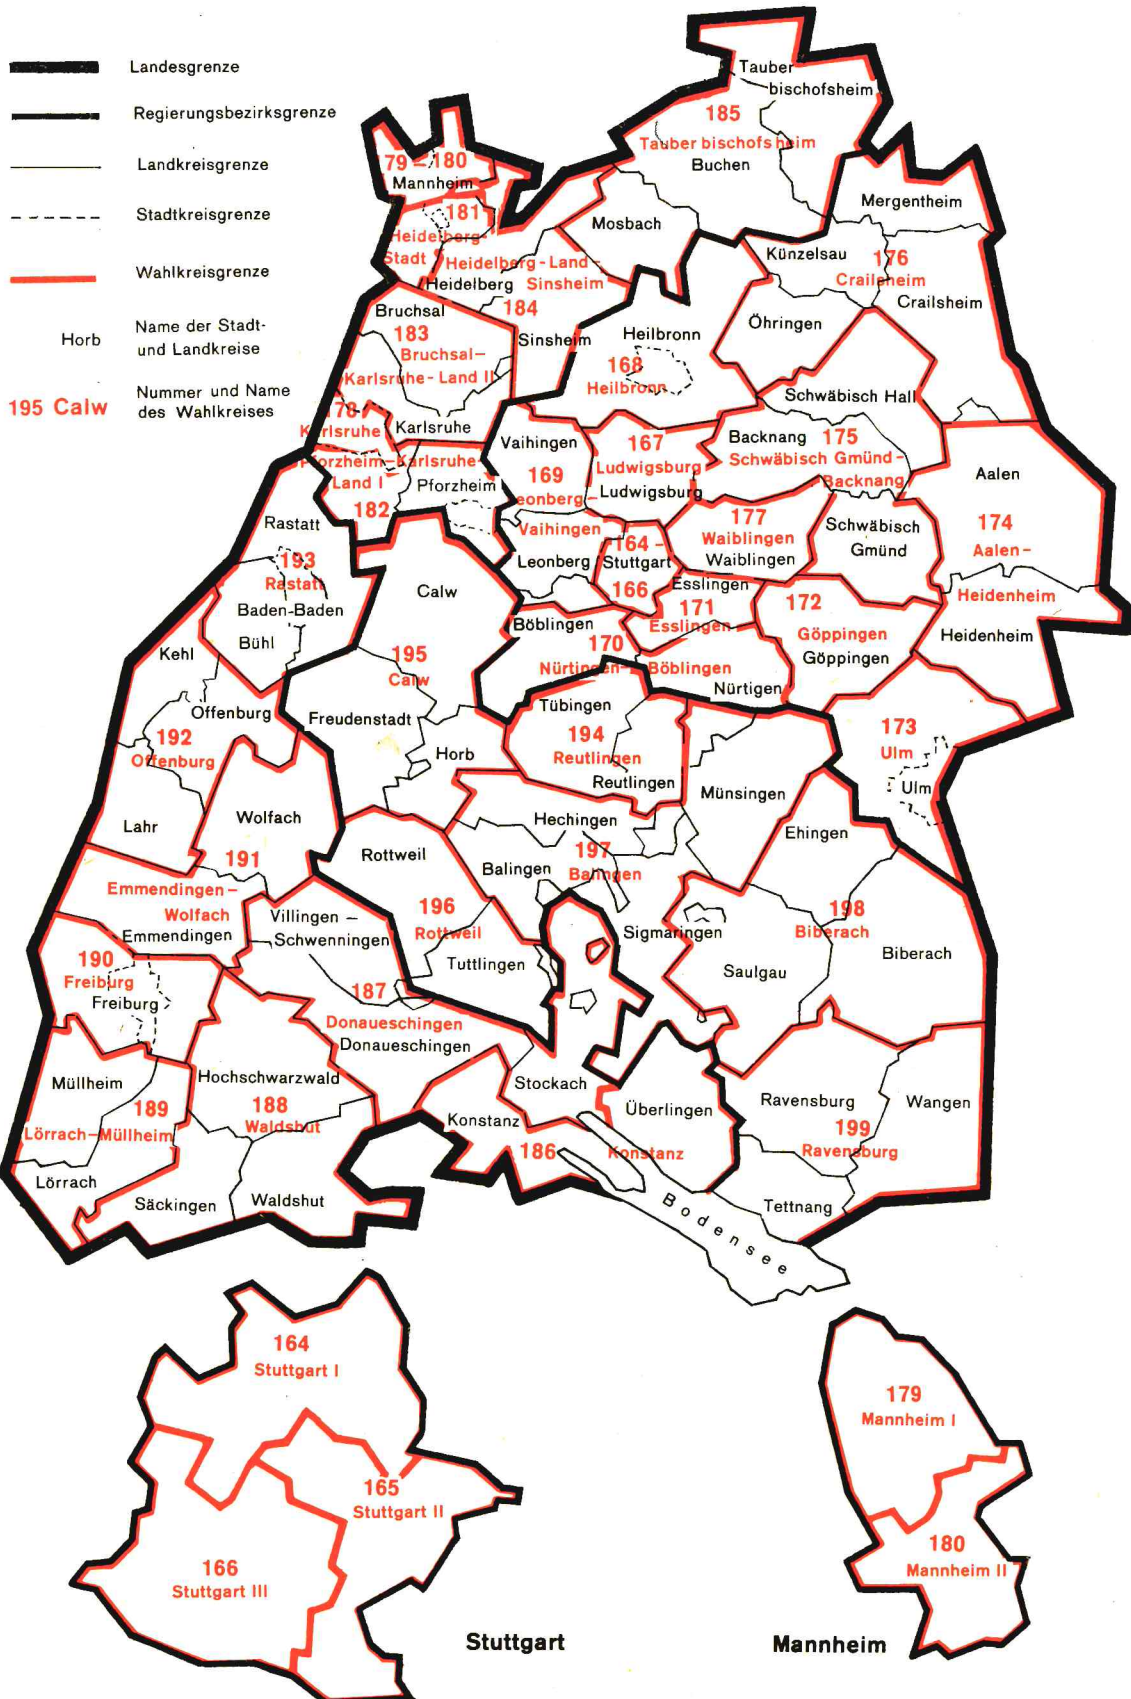 Landesgrenze
Regierungsbezirksgrenze
Landkreisgrenze
Stadtkreisgrenze
Wahlkreisgrenze
Horb
Name der Stadt-
und Landkreise
195 Calw
Nummer und Name
des Wahlkreises
Tauber
bischofsheim
185
Tauber bischofs heim
Buchen
179 – 180
Mannheim
Mergentheim
181
Heidelberg-
Stadt
Mosbach
Künzelsau
176
Crailsheim
Crailsheim
Heidelberg-Land-
Sinsheim
Heidelberg
184
Sinsheim
Bruchsal
183
Bruchsal–
Karlsruhe-Land II
Öhringen
Heilbronn
168
Heilbronn
178
Karlsruhe
Karlsruhe
Schwäbisch Hall
Vaihingen
167
Ludwigsburg
Ludwigsburg
Backnang
175
Schwäbisch Gmünd-
Backnang
Aalen
Pforzheim-Karlsruhe-
Land I
182
Pforzheim
169
Leonberg-
Vaihingen
Leonberg
Rastatt
193
Rastatt
Baden-Baden
Bühl
164 –
Stuttgart
166
177
Waiblingen
Waiblingen
Schwäbisch
Gmünd
174
Aalen-
Heidenheim
Heidenheim
Calw
195
Calw
Esslingen
171
Esslingen
172
Göppingen
Göppingen
Böblingen
170
Nürtingen-Böblingen
Nürtigen
Kehl
Offenburg
192
Offenburg
Freudenstadt
Horb
Tübingen
194
Reutlingen
Reutlingen
173
Ulm
Ulm
Münsingen
Lahr
Wolfach
Hechingen
Ehingen
191
Emmendingen–
Wolfach
Emmendingen
Rottweil
Balingen
197
Balingen
Villingen –
Schwenningen
196
Rottweil
Tuttlingen
Sigmaringen
198
Biberach
Biberach
Saulgau
190
Freiburg
Freiburg
187
Donaueschingen
Donaueschingen
Müllheim
189
Lörrach-Müllheim
Lörrach
Hochschwarzwald
188
Waldshut
Säckingen
Waldshut
Stockach
Konstanz
186
Konstanz
Überlingen
Ravensburg
199
Ravensburg
Wangen
Tettnang
Bodensee
164
Stuttgart I
165
Stuttgart II
166
Stuttgart III
Stuttgart
179
Mannheim I
180
Mannheim II
Mannheim